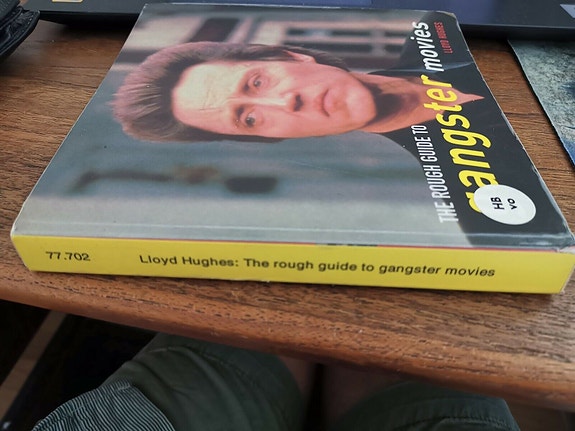 THE ROUGH GUIDE TO
gangster movies
LLOYD HUGHES
HB
VO
77.702 Lloyd Hughes: The rough guide to gangster movies